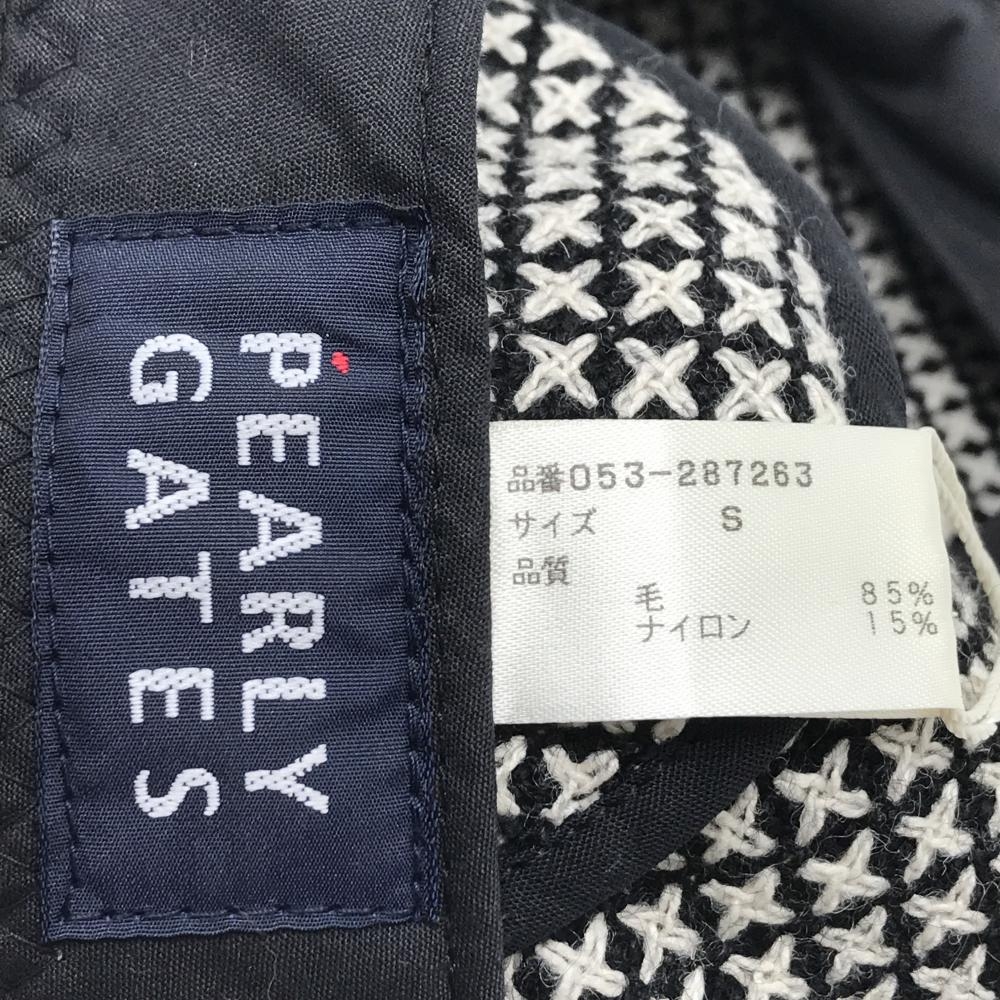 PEARLY
GATES
品番053-287263
サイズ S
品質
毛 85%
ナイロン 15%